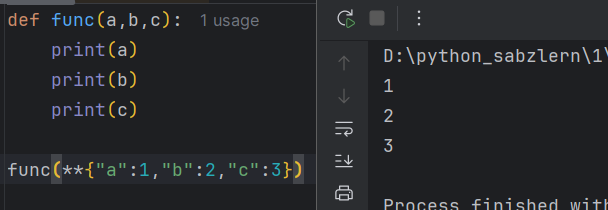 def func(a,b,c): 1 usage
    print(a)
    print(b)
    print(c)
func(**{"a":1,"b":2,"c":3})
D:\python_sabzlern\1\
1
2
3
Process finished with